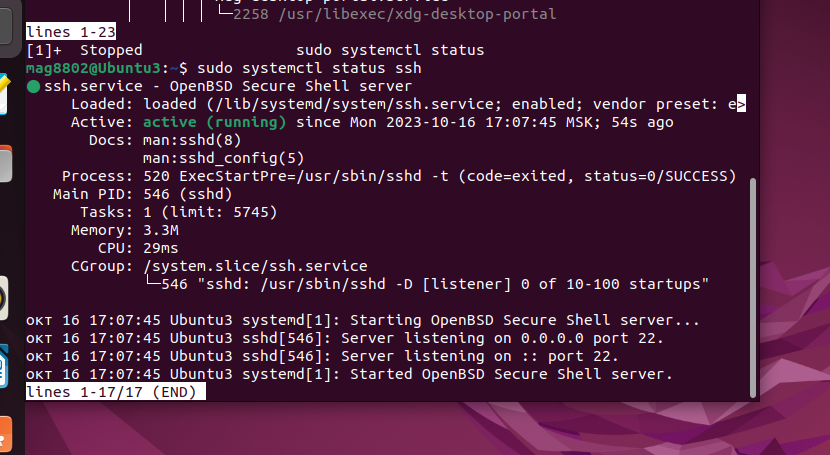 └─2258 /usr/libexec/xdg-desktop-portal
lines 1-23
[1]+  Stopped                 sudo systemctl status
mag8802@Ubuntu3:~$ sudo systemctl status ssh
● ssh.service - OpenBSD Secure Shell server
     Loaded: loaded (/lib/systemd/system/ssh.service; enabled; vendor preset: e>
     Active: active (running) since Mon 2023-10-16 17:07:45 MSK; 54s ago
       Docs: man:sshd(8)
             man:sshd_config(5)
    Process: 520 ExecStartPre=/usr/sbin/sshd -t (code=exited, status=0/SUCCESS)
   Main PID: 546 (sshd)
      Tasks: 1 (limit: 5745)
     Memory: 3.3M
        CPU: 29ms
     CGroup: /system.slice/ssh.service
             └─546 "sshd: /usr/sbin/sshd -D [listener] 0 of 10-100 startups"
окт 16 17:07:45 Ubuntu3 systemd[1]: Starting OpenBSD Secure Shell server...
окт 16 17:07:45 Ubuntu3 sshd[546]: Server listening on 0.0.0.0 port 22.
окт 16 17:07:45 Ubuntu3 sshd[546]: Server listening on :: port 22.
окт 16 17:07:45 Ubuntu3 systemd[1]: Started OpenBSD Secure Shell server.
lines 1-17/17 (END)